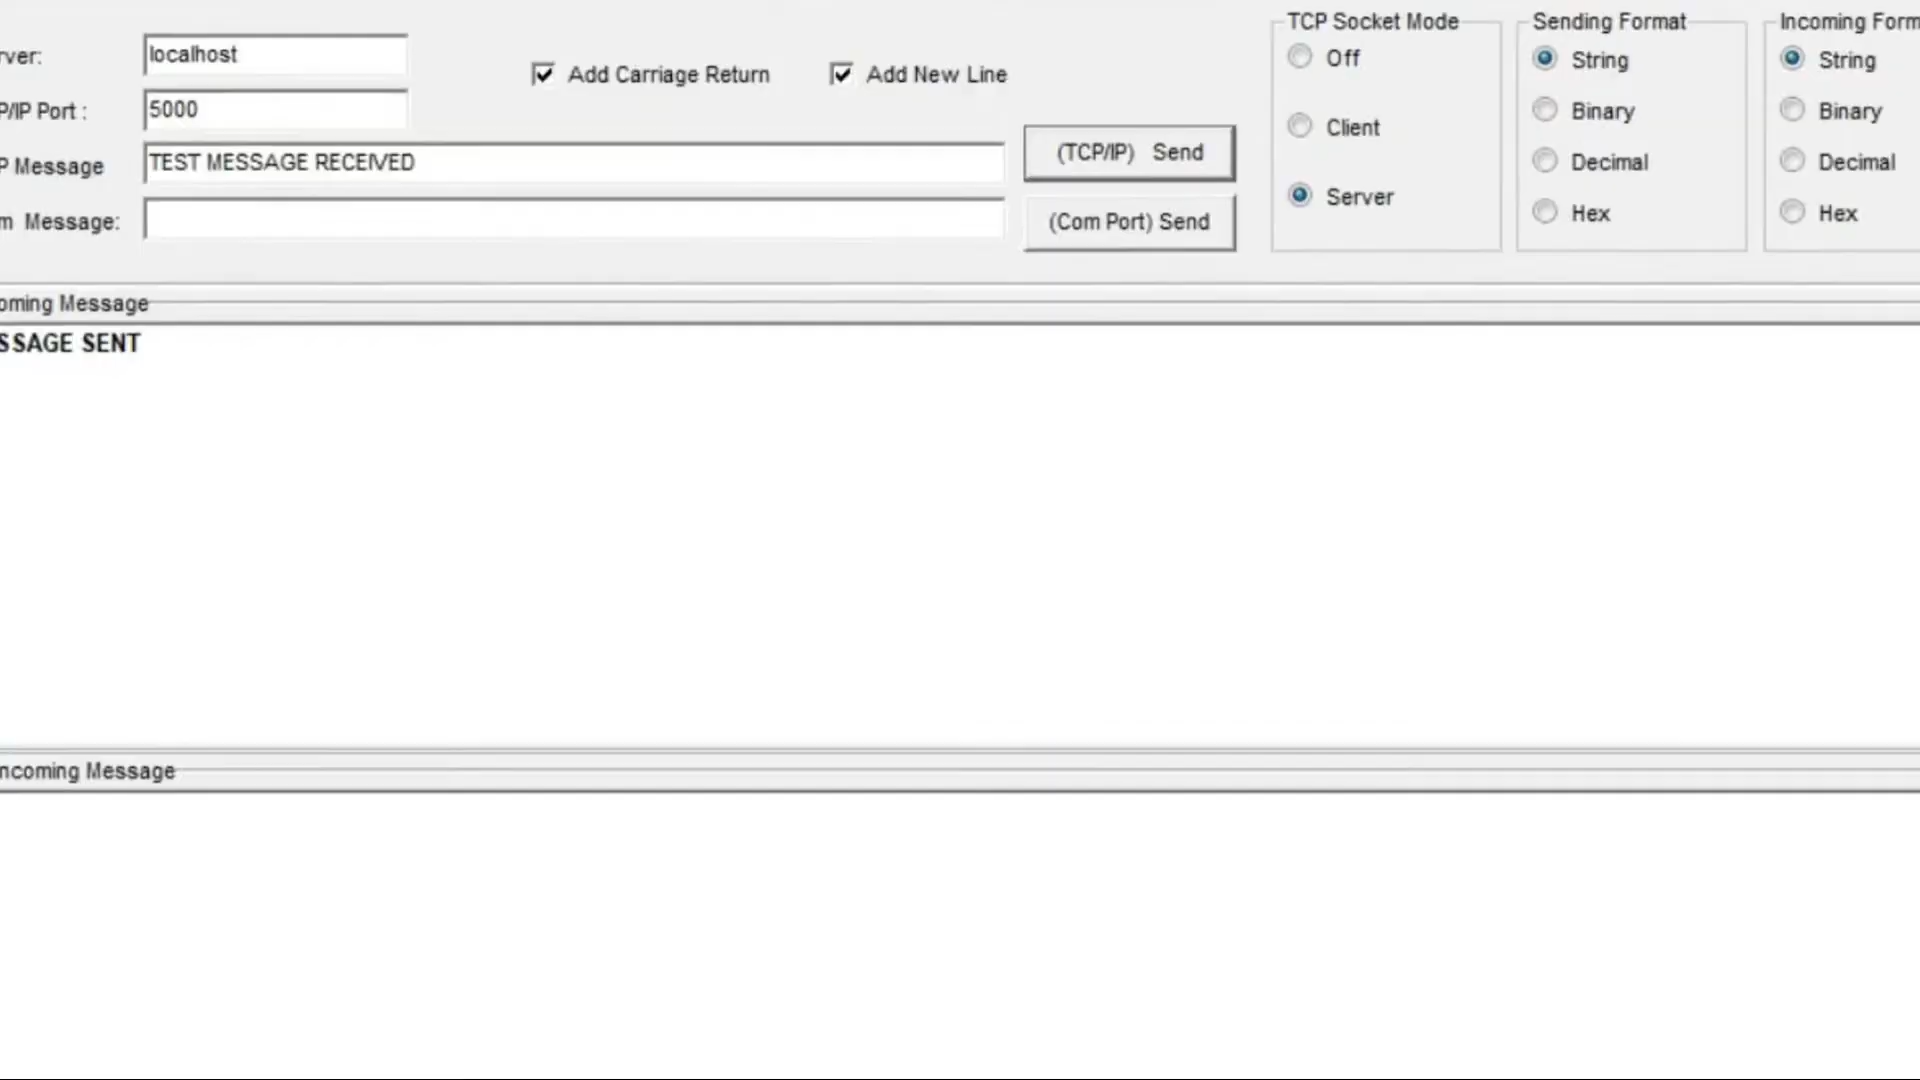 rver:
localhost
Add Carriage Return
Add New Line
P/IP Port :
5000
P Message
TEST MESSAGE RECEIVED
(TCP/IP) Send
m Message:
(Com Port) Send
TCP Socket Mode
Off
Client
Server
Sending Format
String
Binary
Decimal
Hex
Incoming Form
String
Binary
Decimal
Hex
oming Message
SSAGE SENT
ncoming Message